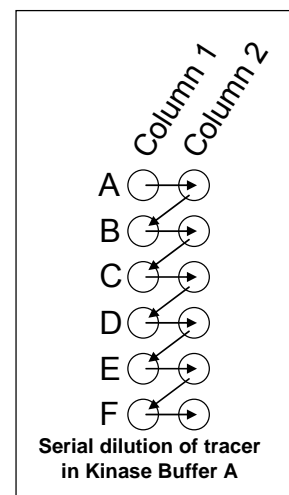 Column 1
Column 2
A
B
C
D
E
F
Serial dilution of tracer
in Kinase Buffer A